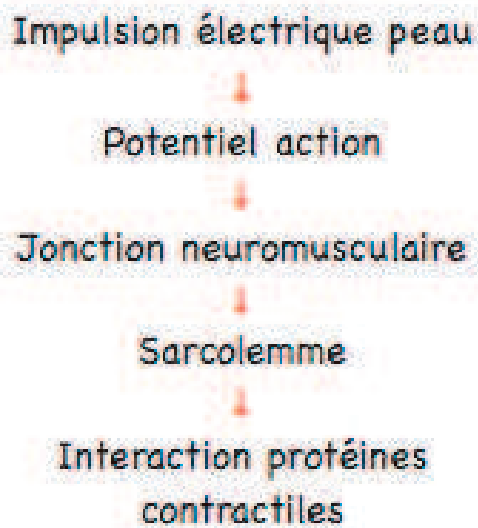 Impulsion électrique peau
Potentiel action
Jonction neuromusculaire
Sarcolemme
Interaction protéines
contractiles